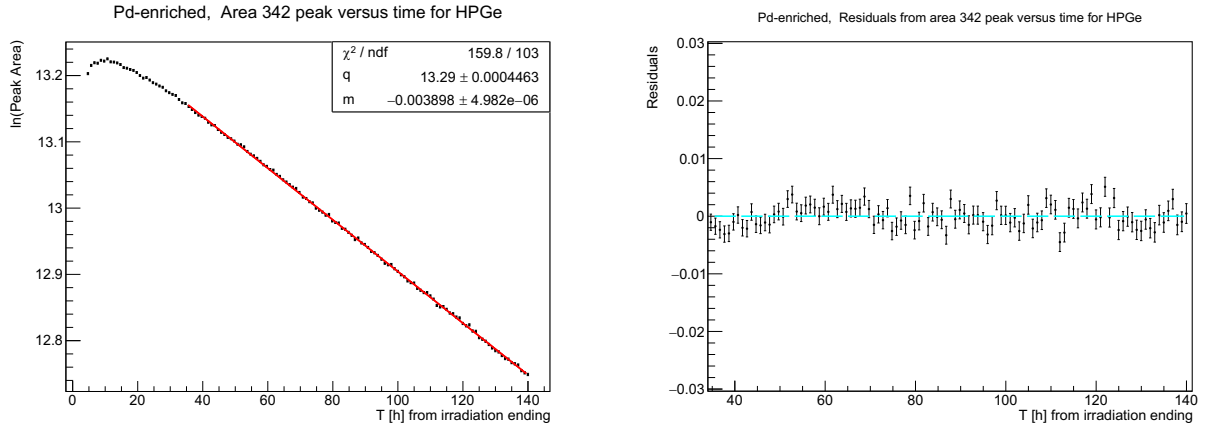 Pd-enriched, Area 342 peak versus time for HPGe
ln(Peak Area)
χ² / ndf 159.8 / 103
q 13.29 ± 0.0004463
m −0.003898 ± 4.982e−06
13.2
13.1
13
12.9
12.8
0 20 40 60 80 100 120 140
T [h] from irradiation ending
Pd-enriched, Residuals from area 342 peak versus time for HPGe
Residuals
0.03
0.02
0.01
0
−0.01
−0.02
−0.03
40 60 80 100 120 140
T [h] from irradiation ending